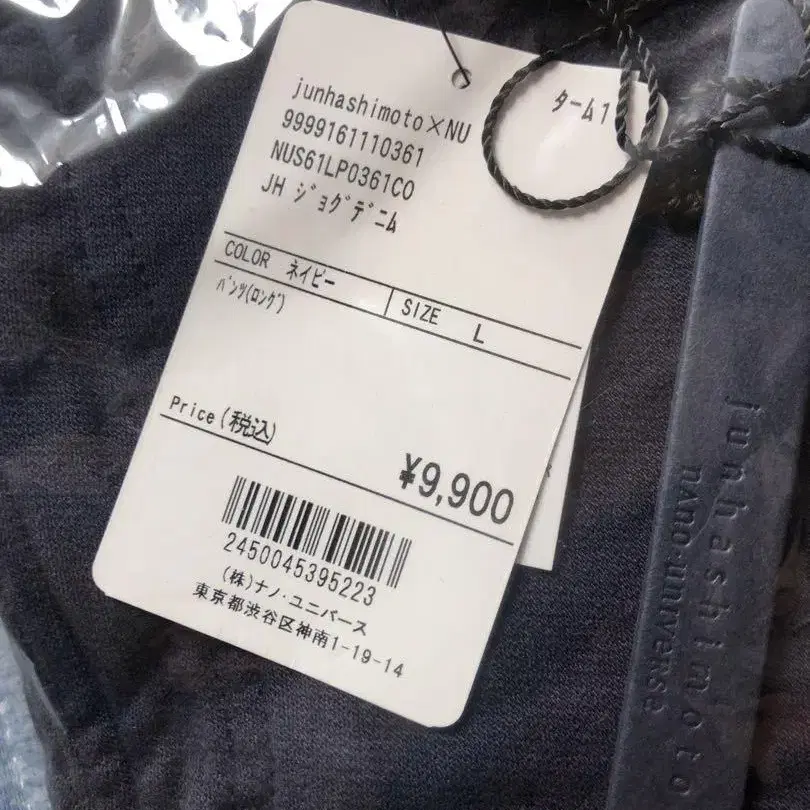 junhashimoto×NU
ターム1
9999161110361
NUS61LP0361CO
JH ジョグデニム
COLOR ネイビー
SIZE L
パンツ(ロング)
Price(税込)
¥9,900
2450045395223
(株)ナノ・ユニバース
東京都渋谷区神南1-19-14
junhashimoto
nano・universe